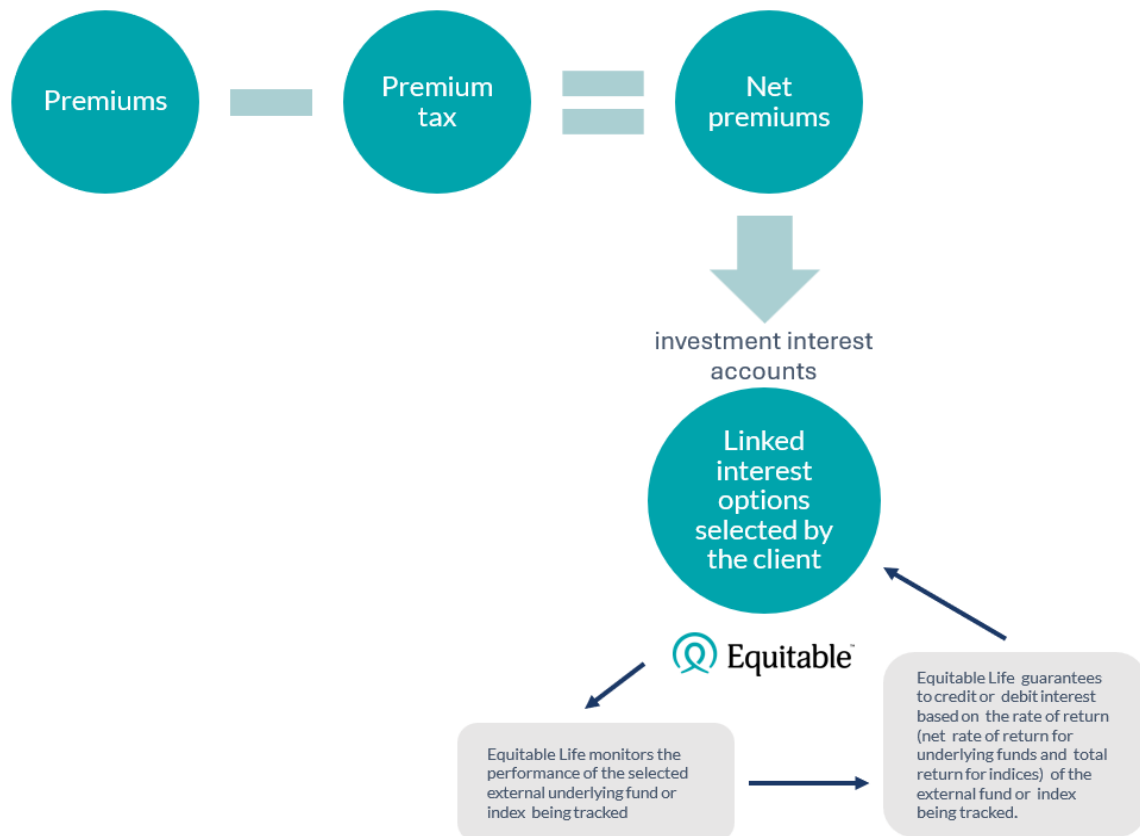 Premiums
Premium
tax
Net
premiums
investment interest
accounts
Linked
interest
options
selected by
the client
Equitable™
Equitable Life monitors the
performance of the selected
external underlying fund or
index being tracked
Equitable Life guarantees
to credit or debit interest
based on the rate of return
(net rate of return for
underlying funds and total
return for indices) of the
external fund or index
being tracked.